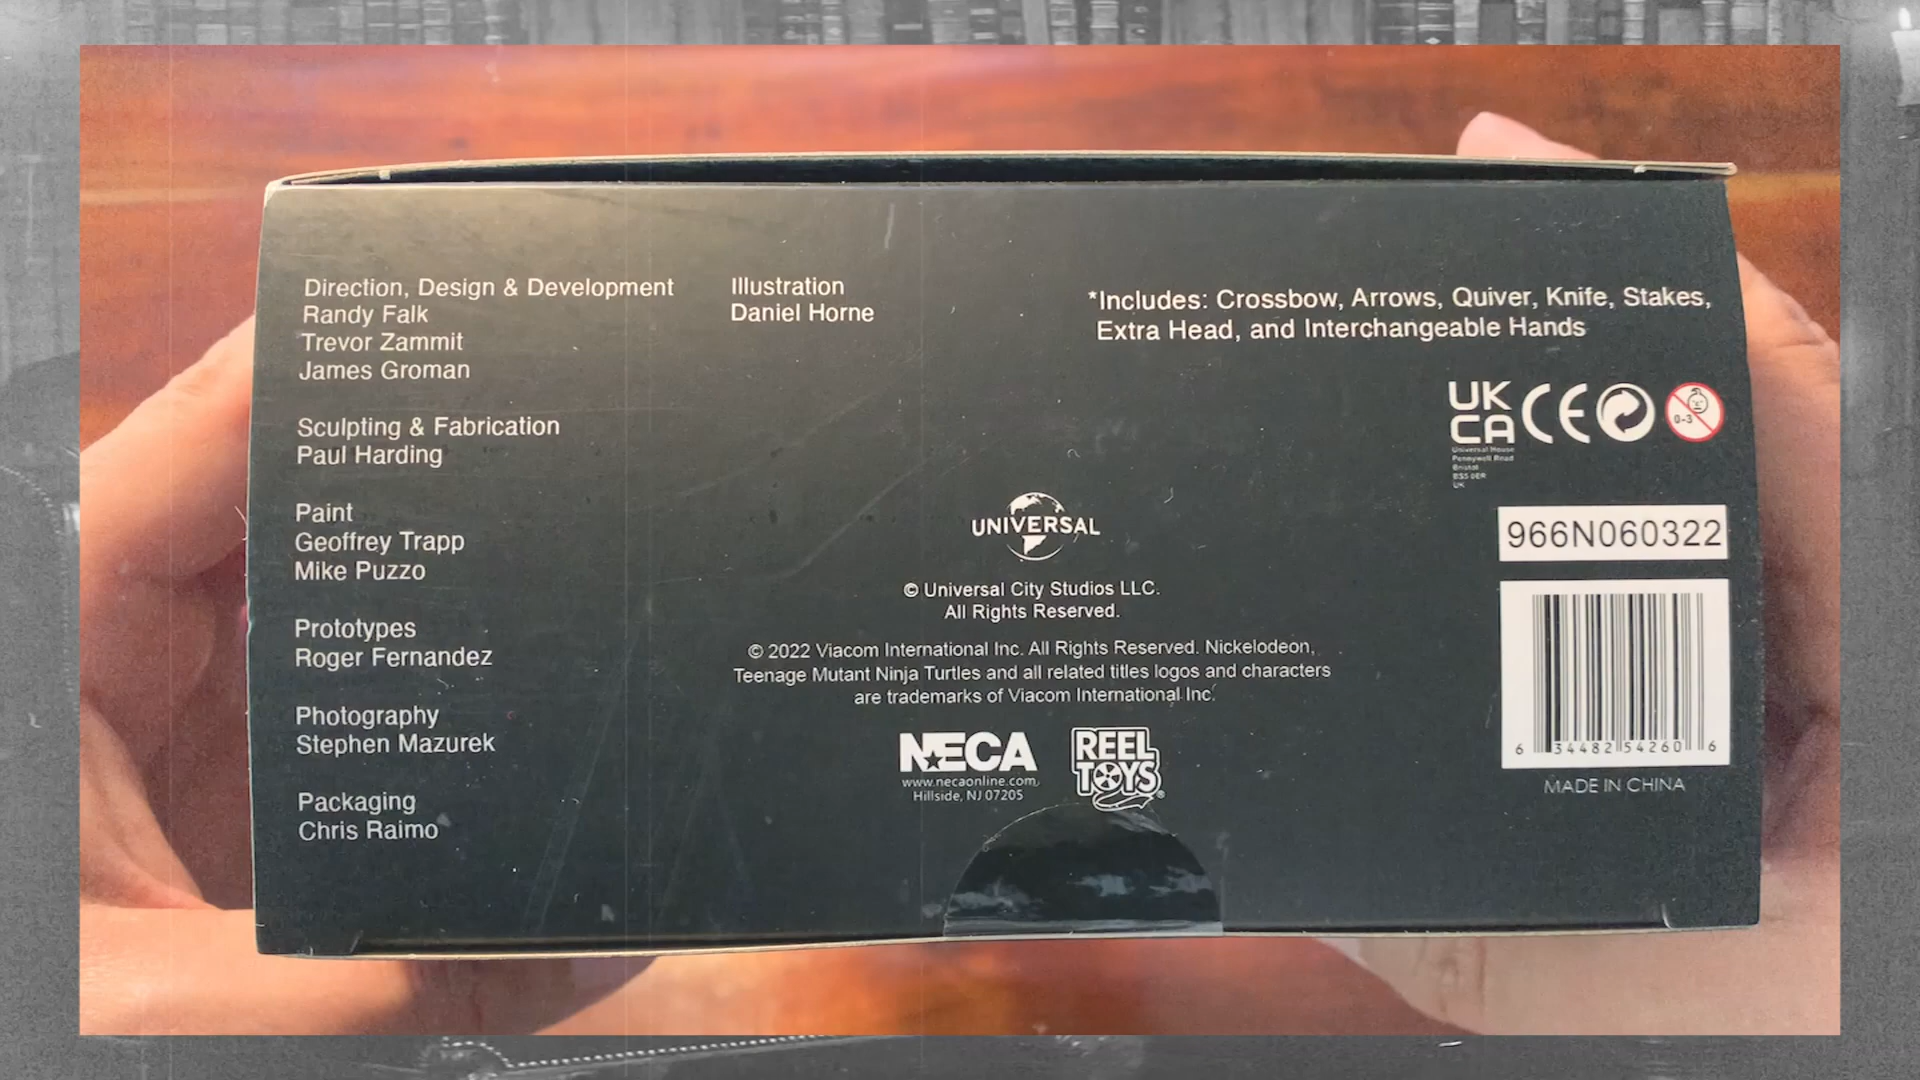 Direction, Design & Development
Randy Falk
Trevor Zammit
James Groman
Sculpting & Fabrication
Paul Harding
Paint
Geoffrey Trapp
Mike Puzzo
Prototypes
Roger Fernandez
Photography
Stephen Mazurek
Packaging
Chris Raimo
Illustration
Daniel Horne
*Includes: Crossbow, Arrows, Quiver, Knife, Stakes,
Extra Head, and Interchangeable Hands
UK
CA
CE
0-3
Universal House
Pennywell Road
Bristol
BS5 0ER
UK
UNIVERSAL
© Universal City Studios LLC.
All Rights Reserved.
© 2022 Viacom International Inc. All Rights Reserved. Nickelodeon,
Teenage Mutant Ninja Turtles and all related titles logos and characters
are trademarks of Viacom International Inc.
NECA
www.necaonline.com
Hillside, NJ 07205
REEL
TOYS®
966N060322
6 34482 54260 6
MADE IN CHINA